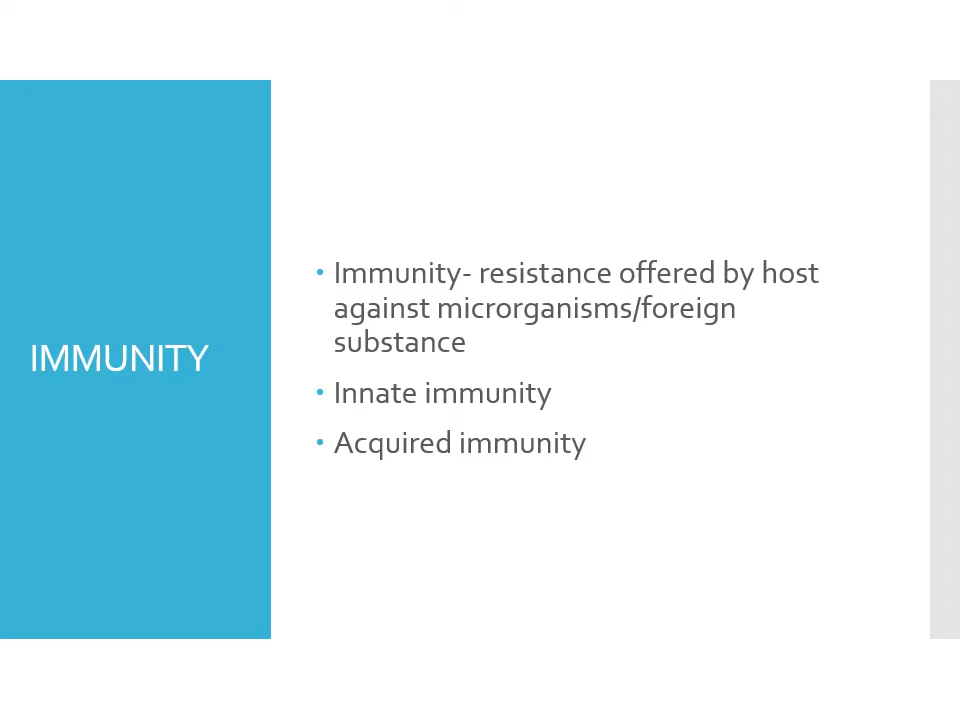 IMMUNITY
• Immunity- resistance offered by host
against microrganisms/foreign
substance
• Innate immunity
• Acquired immunity